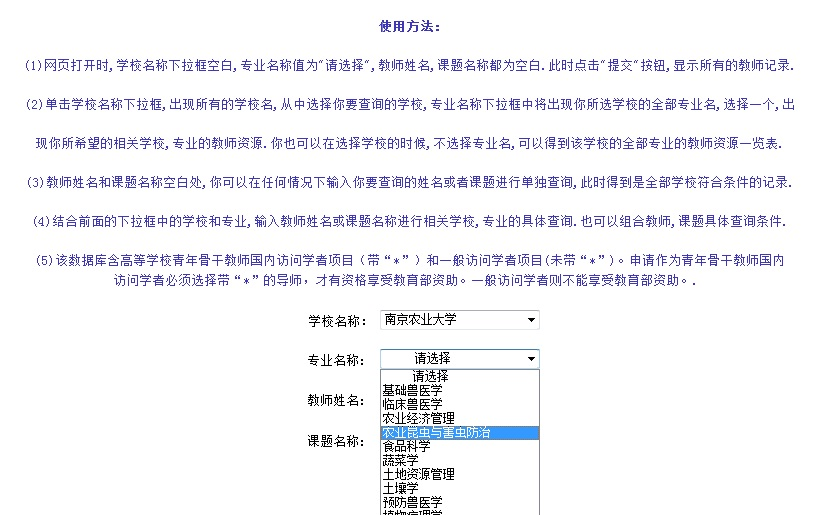 使用方法:
(1)网页打开时,学校名称下拉框空白,专业名称值为"请选择",教师姓名,课题名称都为空白.此时点击"提交"按钮,显示所有的教师记录.
(2)单击学校名称下拉框,出现所有的学校名,从中选择你要查询的学校,专业名称下拉框中将出现你所选学校的全部专业名,选择一个,出
现你所希望的相关学校,专业的教师资源.你也可以在选择学校的时候,不选择专业名,可以得到该学校的全部专业的教师资源一览表.
(3)教师姓名和课题名称空白处,你可以在任何情况下输入你要查询的姓名或者课题进行单独查询,此时得到是全部学校符合条件的记录.
(4)结合前面的下拉框中的学校和专业,输入教师姓名或课题名称进行相关学校,专业的具体查询.也可以组合教师,课题具体查询条件.
(5)该数据库含高等学校青年骨干教师国内访问学者项目（带“*”）和一般访问学者项目(未带“*”)。申请作为青年骨干教师国内
访问学者必须选择带“*”的导师，才有资格享受教育部资助。一般访问学者则不能享受教育部资助。.
学校名称: 南京农业大学
专业名称: 请选择
请选择
基础兽医学
教师姓名:
临床兽医学
农业经济管理
农业昆虫与害虫防治
课题名称:
食品科学
蔬菜学
土地资源管理
土壤学
预防兽医学
植物病理学